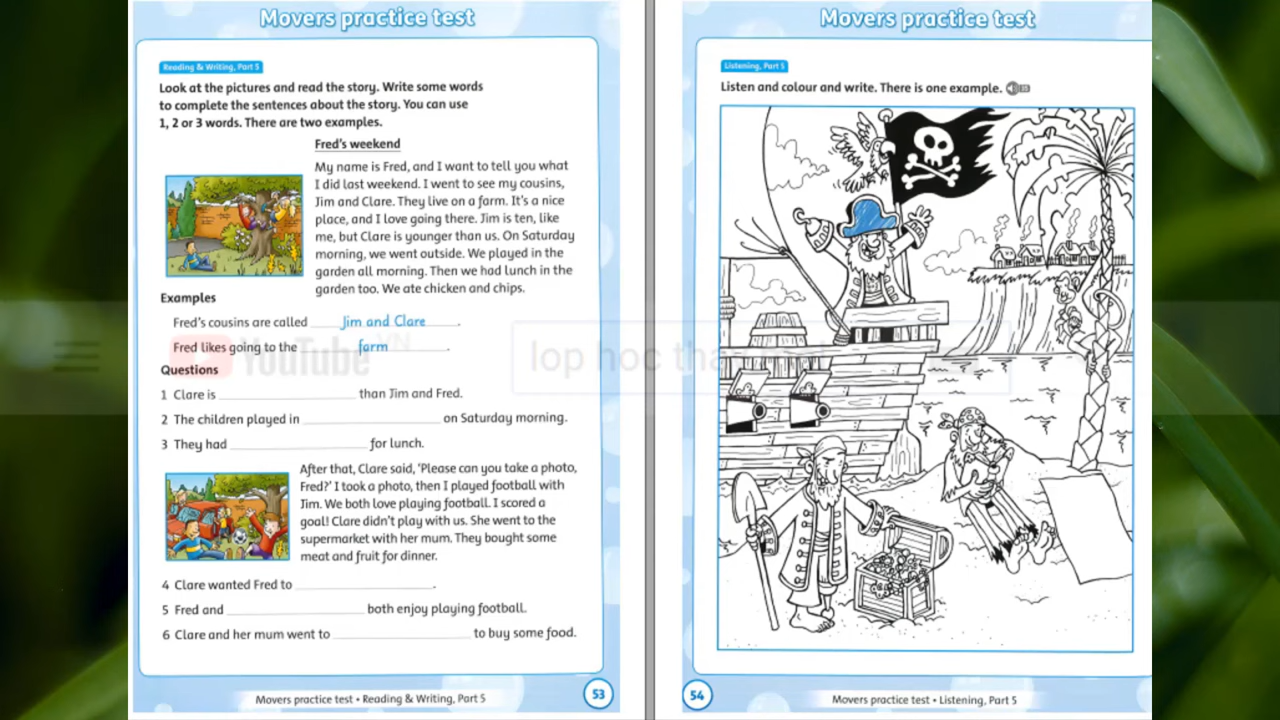 Movers practice test
Reading & Writing, Part 5
Look at the pictures and read the story. Write some words
to complete the sentences about the story. You can use
1, 2 or 3 words. There are two examples.
Fred's weekend
My name is Fred, and I want to tell you what
I did last weekend. I went to see my cousins,
Jim and Clare. They live on a farm. It's a nice
place, and I love going there. Jim is ten, like
me, but Clare is younger than us. On Saturday
morning, we went outside. We played in the
garden all morning. Then we had lunch in the
garden too. We ate chicken and chips.
Examples
Fred's cousins are called Jim and Clare.
Fred likes going to the farm.
Questions
1 Clare is ____ than Jim and Fred.
2 The children played in ____ on Saturday morning.
3 They had ____ for lunch.
After that, Clare said, 'Please can you take a photo,
Fred?' I took a photo, then I played football with
Jim. We both love playing football. I scored a
goal! Clare didn't play with us. She went to the
supermarket with her mum. They bought some
meat and fruit for dinner.
4 Clare wanted Fred to ____.
5 Fred and ____ both enjoy playing football.
6 Clare and her mum went to ____ to buy some food.
Movers practice test • Reading & Writing, Part 5
53
Movers practice test
Listening, Part 5
Listen and colour and write. There is one example.
54
Movers practice test • Listening, Part 5
YouTube VN
lop hoc